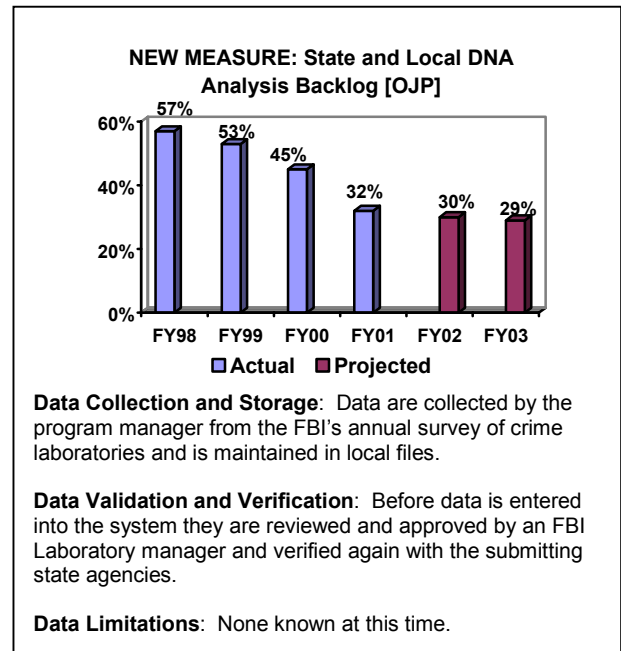 NEW MEASURE: State and Local DNA
Analysis Backlog [OJP]
57%
60%
53%
45%
40%
32%
30%
29%
20%
0%
FY98 FY99 FY00 FY01 FY02 FY03
Actual Projected
Data Collection and Storage: Data are collected by the
program manager from the FBI's annual survey of crime
laboratories and is maintained in local files.
Data Validation and Verification: Before data is entered
into the system they are reviewed and approved by an FBI
Laboratory manager and verified again with the submitting
state agencies.
Data Limitations: None known at this time.